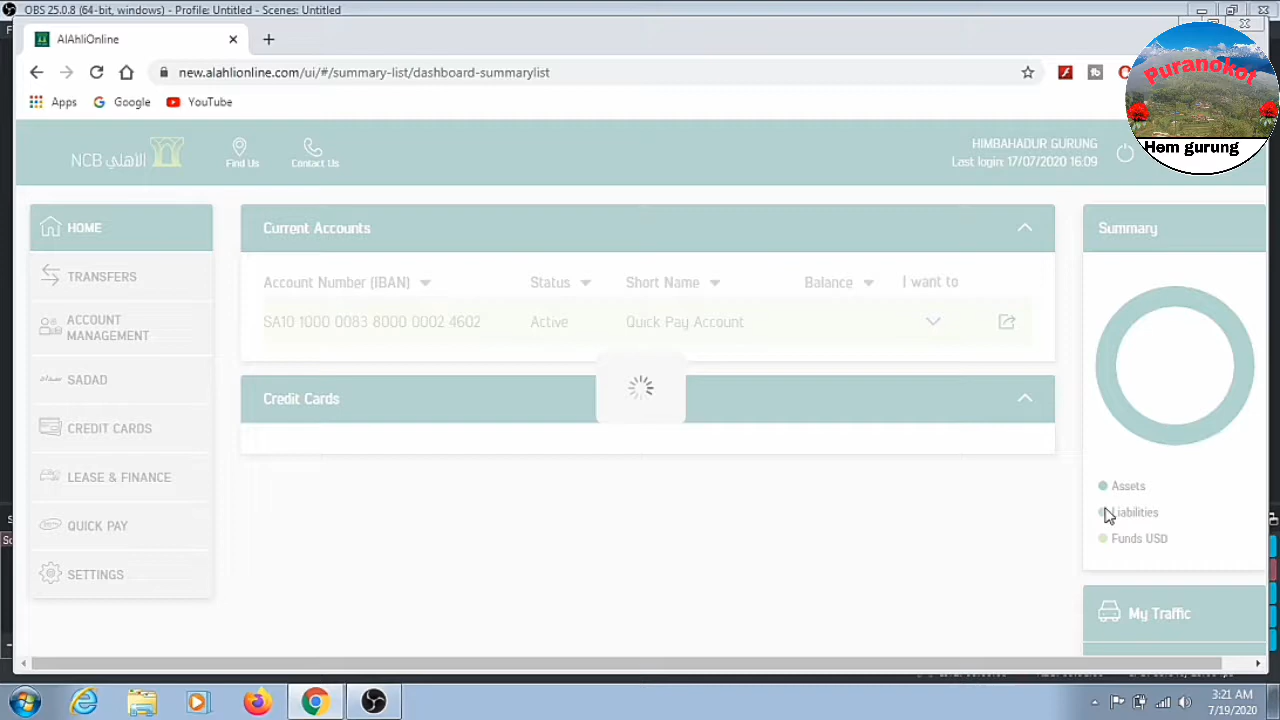 OBS 25.0.8 (64-bit, windows) - Profile: Untitled - Scenes: Untitled
AlAhliOnline
new.alahlionline.com/ui/#/summary-list/dashboard-summarylist
Apps Google YouTube
Puranokot
Hem gurung
NCB الأهلي
Find Us
Contact Us
HIMBAHADUR GURUNG
Last login: 17/07/2020 16:09
HOME
TRANSFERS
ACCOUNT
MANAGEMENT
SADAD
CREDIT CARDS
LEASE & FINANCE
QUICK PAY
SETTINGS
Current Accounts
Account Number (IBAN) Status Short Name Balance I want to
SA10 1000 0083 8000 0002 4602 Active Quick Pay Account
Credit Cards
Summary
Assets
Liabilities
Funds USD
My Traffic
3:21 AM
7/19/2020